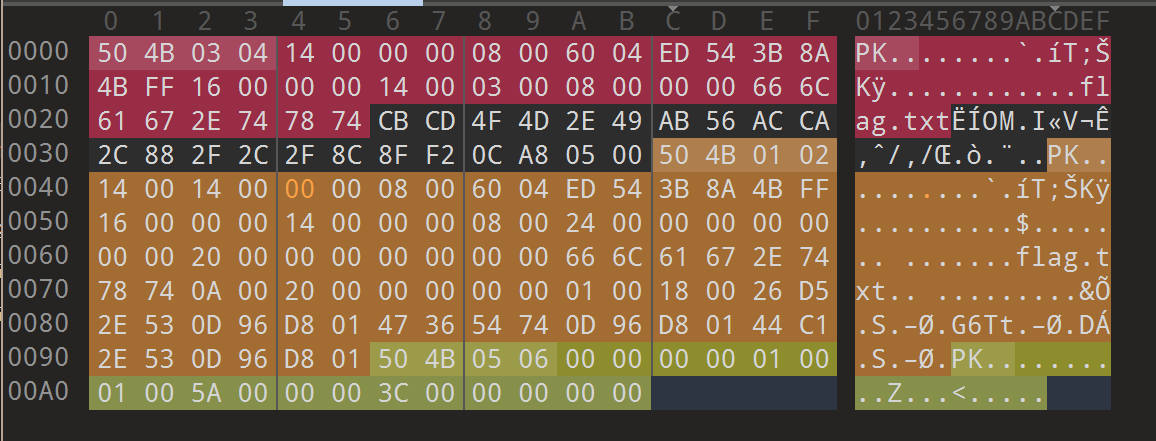 0 1 2 3 4 5 6 7 8 9 A B C D E F 0123456789ABCDEF
0000 50 4B 03 04 14 00 00 00 08 00 60 04 ED 54 3B 8A PK........`.íT;Š
0010 4B FF 16 00 00 00 14 00 03 00 08 00 00 00 66 6C Kÿ............fl
0020 61 67 2E 74 78 74 CB CD 4F 4D 2E 49 AB 56 AC CA ag.txtËÍOM.I«V¬Ê
0030 2C 88 2F 2C 2F 8C 8F F2 0C A8 05 00 50 4B 01 02 ,ˆ/,/Œ.ò.¨..PK..
0040 14 00 14 00 00 00 08 00 60 04 ED 54 3B 8A 4B FF ........`.íT;ŠKÿ
0050 16 00 00 00 14 00 00 00 08 00 24 00 00 00 00 00 ..........$.....
0060 00 00 20 00 00 00 00 00 00 00 66 6C 61 67 2E 74 .. .......flag.t
0070 78 74 0A 00 20 00 00 00 00 00 01 00 18 00 26 D5 xt.. .........&Õ
0080 2E 53 0D 96 D8 01 47 36 54 74 0D 96 D8 01 44 C1 .S.–Ø.G6Tt.–Ø.DÁ
0090 2E 53 0D 96 D8 01 50 4B 05 06 00 00 00 00 01 00 .S.–Ø.PK........
00A0 01 00 5A 00 00 00 3C 00 00 00 00 00 ..Z...<.....